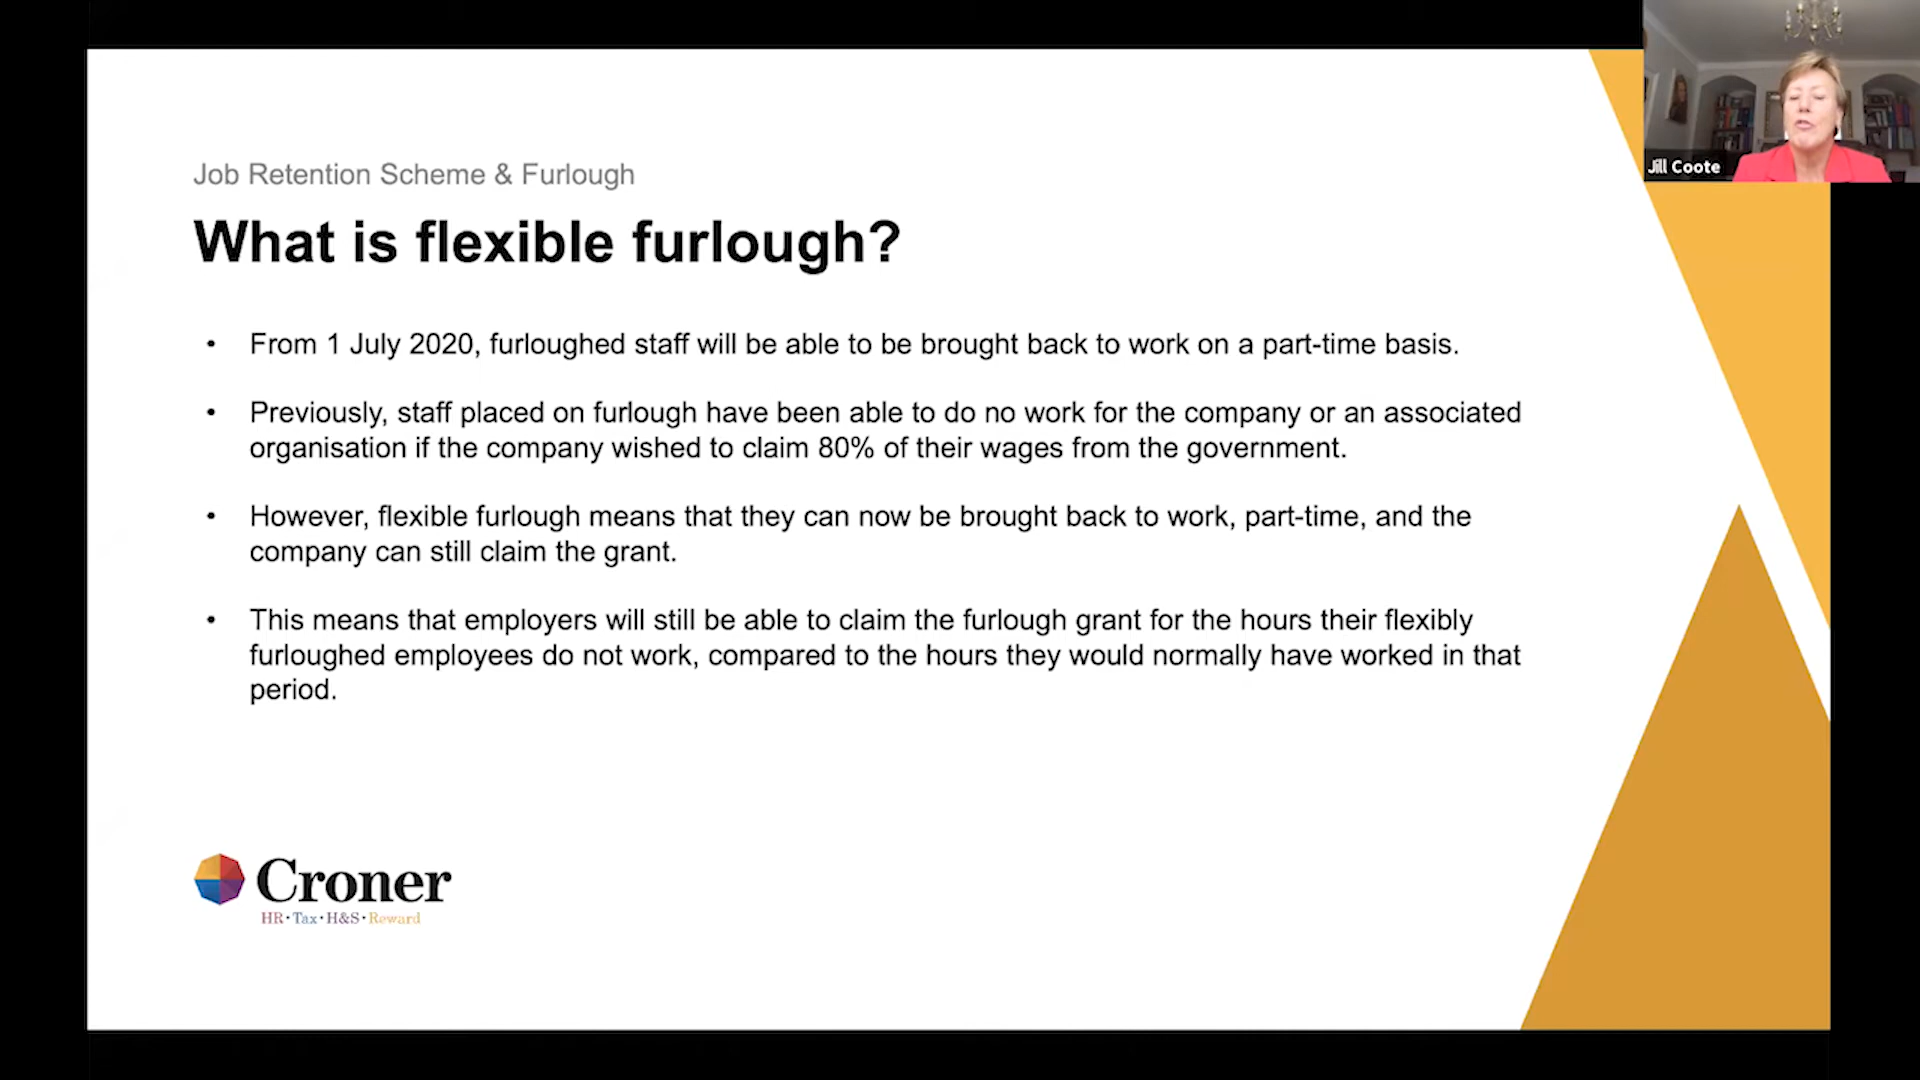 Jill Coote
Job Retention Scheme & Furlough
What is flexible furlough?
• From 1 July 2020, furloughed staff will be able to be brought back to work on a part-time basis.
• Previously, staff placed on furlough have been able to do no work for the company or an associated
organisation if the company wished to claim 80% of their wages from the government.
• However, flexible furlough means that they can now be brought back to work, part-time, and the
company can still claim the grant.
• This means that employers will still be able to claim the furlough grant for the hours their flexibly
furloughed employees do not work, compared to the hours they would normally have worked in that
period.
Croner
HR • Tax • H&S • Reward